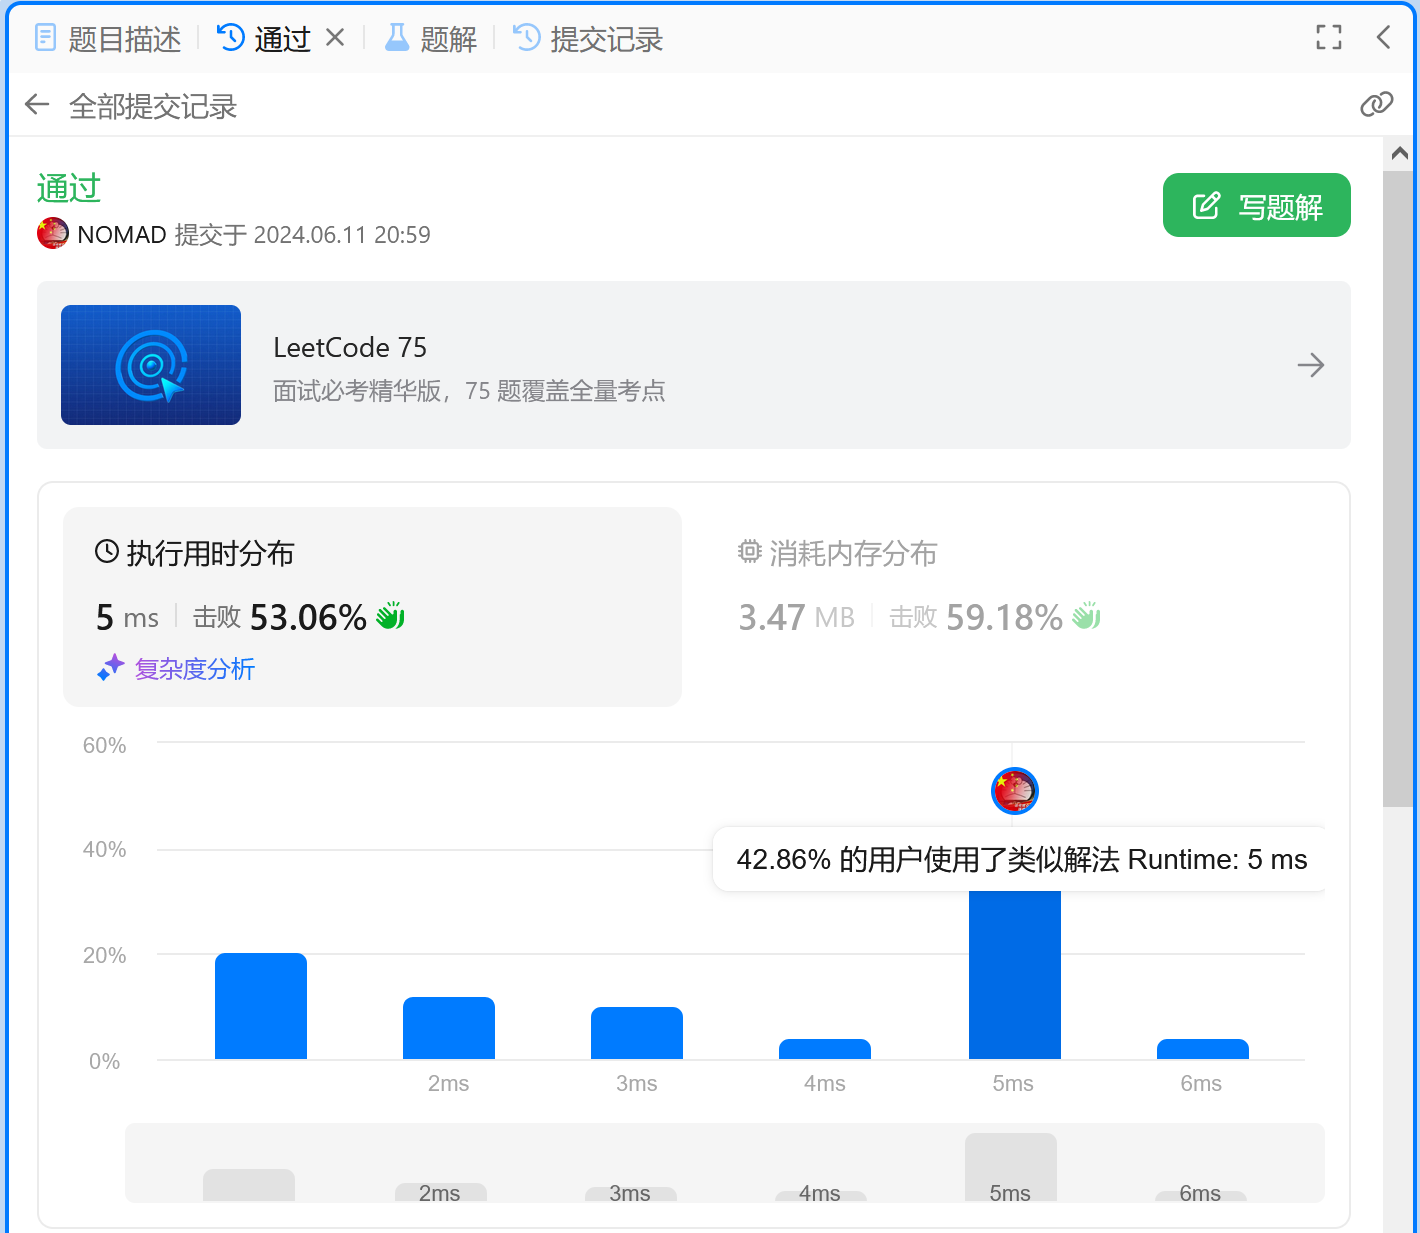 题目描述 通过 题解 提交记录
全部提交记录
通过
写题解
NOMAD 提交于 2024.06.11 20:59
LeetCode 75
面试必考精华版，75 题覆盖全量考点
执行用时分布
5 ms 击败 53.06%
复杂度分析
消耗内存分布
3.47 MB 击败 59.18%
60%
40%
20%
0%
42.86% 的用户使用了类似解法 Runtime: 5 ms
2ms 3ms 4ms 5ms 6ms
2ms 3ms 4ms 5ms 6ms